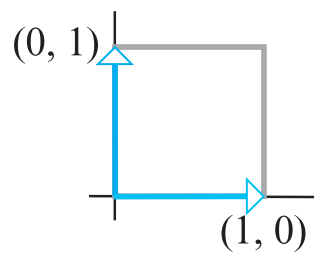 (0, 1)
(1, 0)